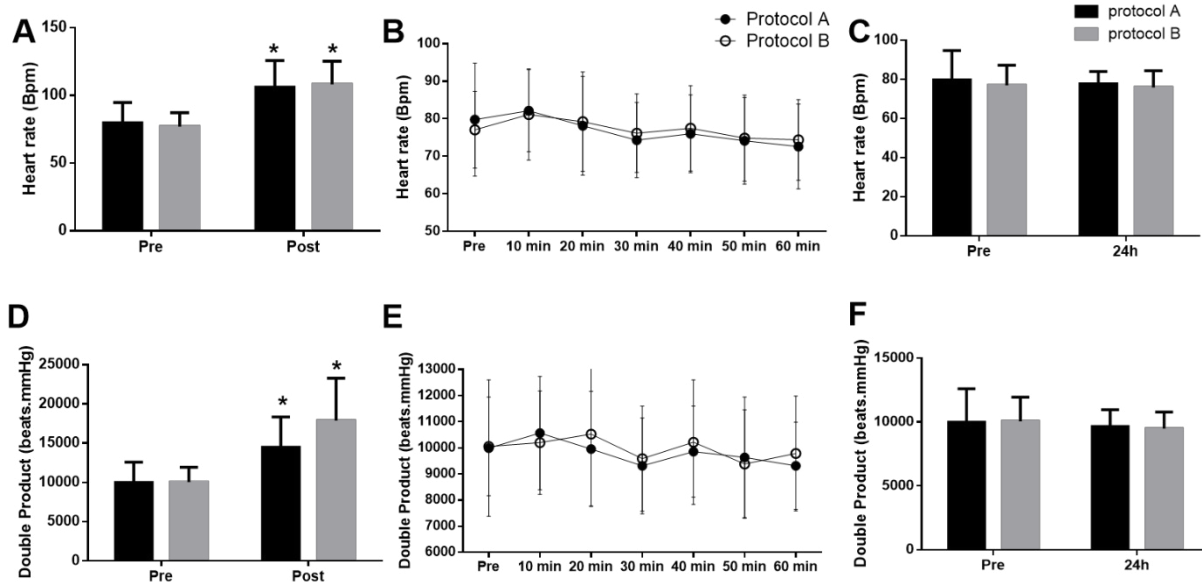 A
Heart rate (Bpm)
150
100
50
0
* *
Pre Post
B
Protocol A
Protocol B
Heart rate (Bpm)
100
90
80
70
60
50
Pre 10 min 20 min 30 min 40 min 50 min 60 min
C
protocol A
protocol B
Heart rate (Bpm)
100
80
60
40
20
0
Pre 24h
D
Double Product (beats.mmHg)
25000
20000
15000
10000
5000
0
* *
Pre Post
E
Double Product (beats.mmHg)
13000
12000
11000
10000
9000
8000
7000
6000
Pre 10 min 20 min 30 min 40 min 50 min 60 min
F
Double Product (beats.mmHg)
15000
10000
5000
0
Pre 24h